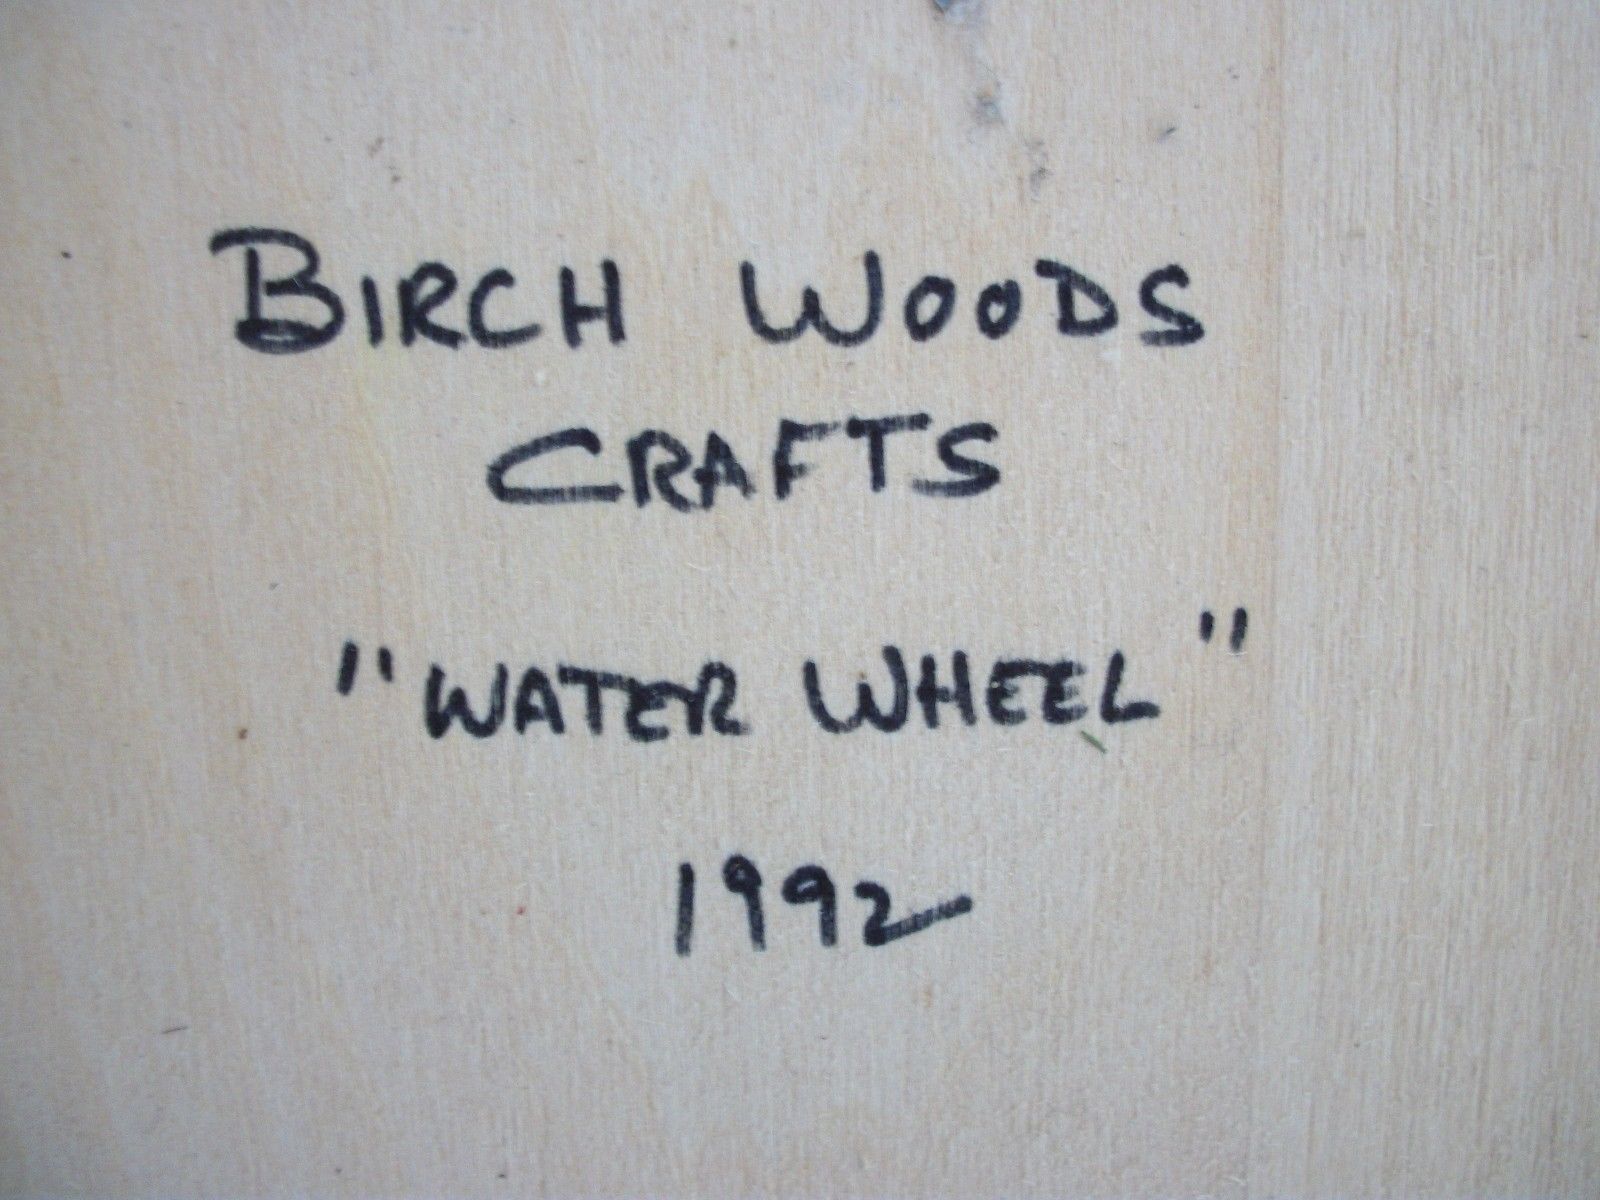 BIRCH WOODS
CRAFTS
"WATER WHEEL"
1992